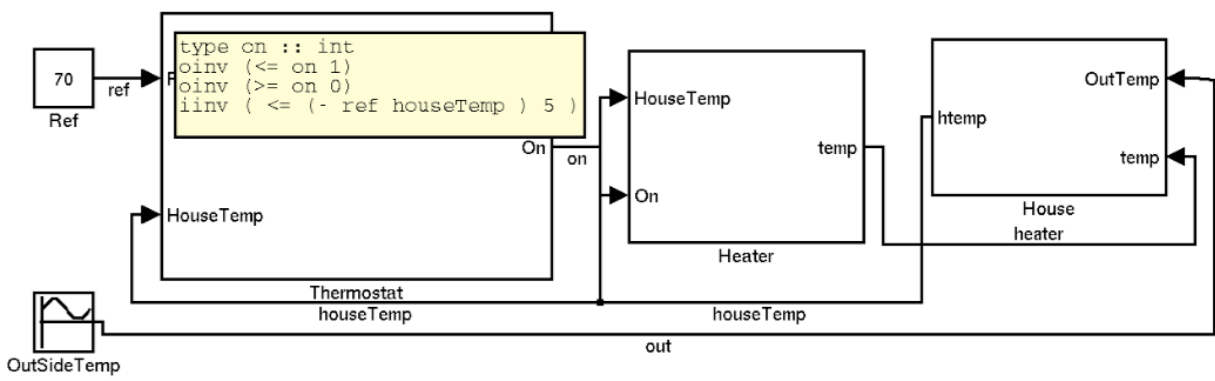 type on :: int
oinv (<= on 1)
oinv (>= on 0)
iinv ( <= (- ref houseTemp ) 5 )
70
ref
Ref
On
on
HouseTemp
Thermostat
houseTemp
HouseTemp
On
temp
Heater
houseTemp
htemp
OutTemp
temp
House
heater
out
OutSideTemp